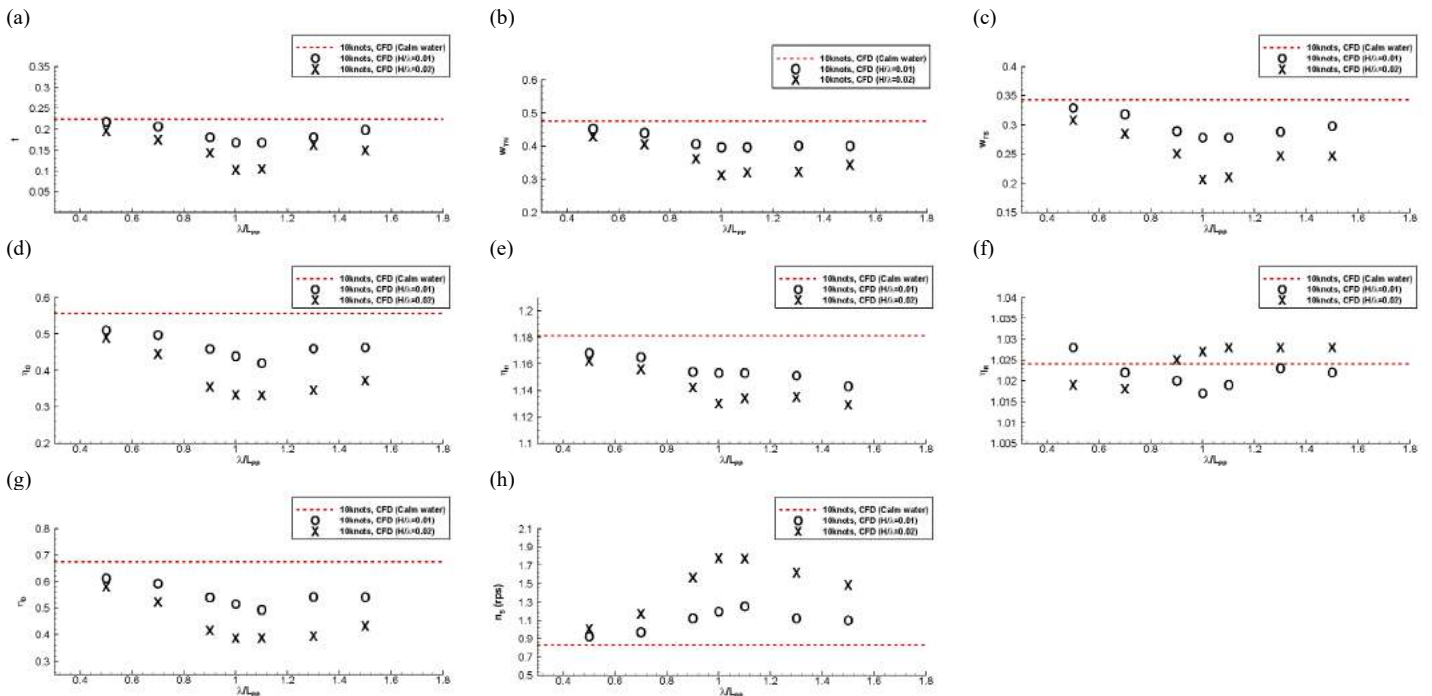 (a)
10knots, CFD (Calm water)
10knots, CFD (H/λ=0.01)
10knots, CFD (H/λ=0.02)
t
0.35
0.3
0.25
0.2
0.15
0.1
0.05
0.4 0.6 0.8 1 1.2 1.4 1.6 1.8
λ/Lpp
(b)
10knots, CFD (Calm water)
10knots, CFD (H/λ=0.01)
10knots, CFD (H/λ=0.02)
0.6
0.5
0.4
0.3
0.2
0.4 0.6 0.8 1 1.2 1.4 1.6 1.8
λ/Lpp
(c)
10knots, CFD (Calm water)
10knots, CFD (H/λ=0.01)
10knots, CFD (H/λ=0.02)
wTS
0.4
0.35
0.3
0.25
0.2
0.15
0.4 0.6 0.8 1 1.2 1.4 1.6 1.8
λ/Lpp
(d)
10knots, CFD (Calm water)
10knots, CFD (H/λ=0.01)
10knots, CFD (H/λ=0.02)
0.6
0.5
0.4
0.3
0.2
0.4 0.6 0.8 1 1.2 1.4 1.6 1.8
λ/Lpp
(e)
10knots, CFD (Calm water)
10knots, CFD (H/λ=0.01)
10knots, CFD (H/λ=0.02)
1.2
1.18
1.16
1.14
1.12
1.1
0.4 0.6 0.8 1 1.2 1.4 1.6 1.8
λ/Lpp
(f)
10knots, CFD (Calm water)
10knots, CFD (H/λ=0.01)
10knots, CFD (H/λ=0.02)
1.04
1.035
1.03
1.025
1.02
1.015
1.01
1.005
0.4 0.6 0.8 1 1.2 1.4 1.6 1.8
λ/Lpp
(g)
10knots, CFD (Calm water)
10knots, CFD (H/λ=0.01)
10knots, CFD (H/λ=0.02)
0.8
0.7
0.6
0.5
0.4
0.3
0.4 0.6 0.8 1 1.2 1.4 1.6 1.8
λ/Lpp
(h)
10knots, CFD (Calm water)
10knots, CFD (H/λ=0.01)
10knots, CFD (H/λ=0.02)
nS (rps)
2.1
1.9
1.7
1.5
1.3
1.1
0.9
0.7
0.5
0.4 0.6 0.8 1 1.2 1.4 1.6 1.8
λ/Lpp